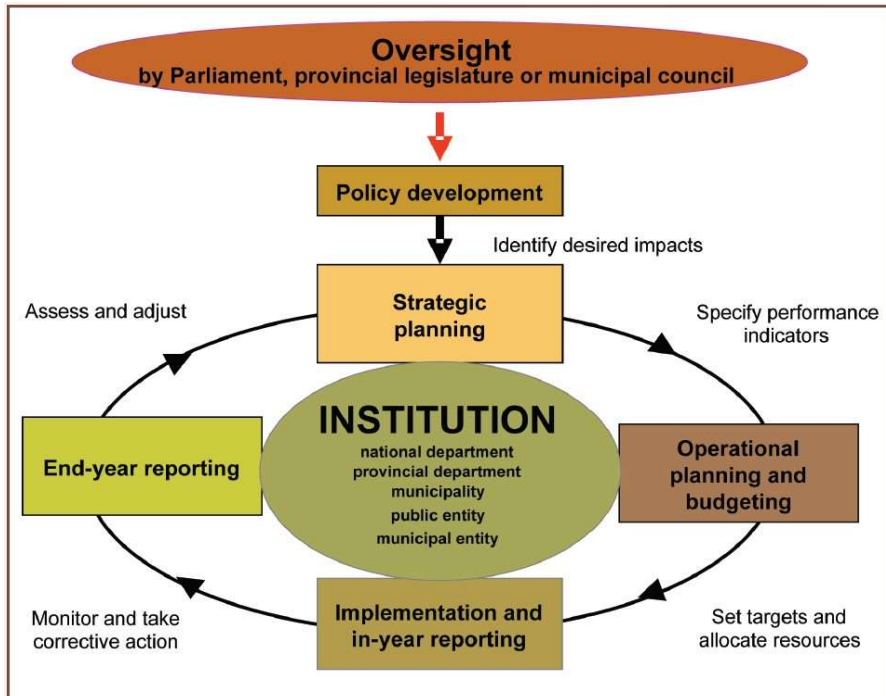 Oversight
by Parliament, provincial legislature or municipal council
Policy development
Identify desired impacts
Strategic
planning
Assess and adjust
Specify performance
indicators
INSTITUTION
national department
provincial department
municipality
public entity
municipal entity
End-year reporting
Operational
planning and
budgeting
Implementation and
in-year reporting
Monitor and take
corrective action
Set targets and
allocate resources